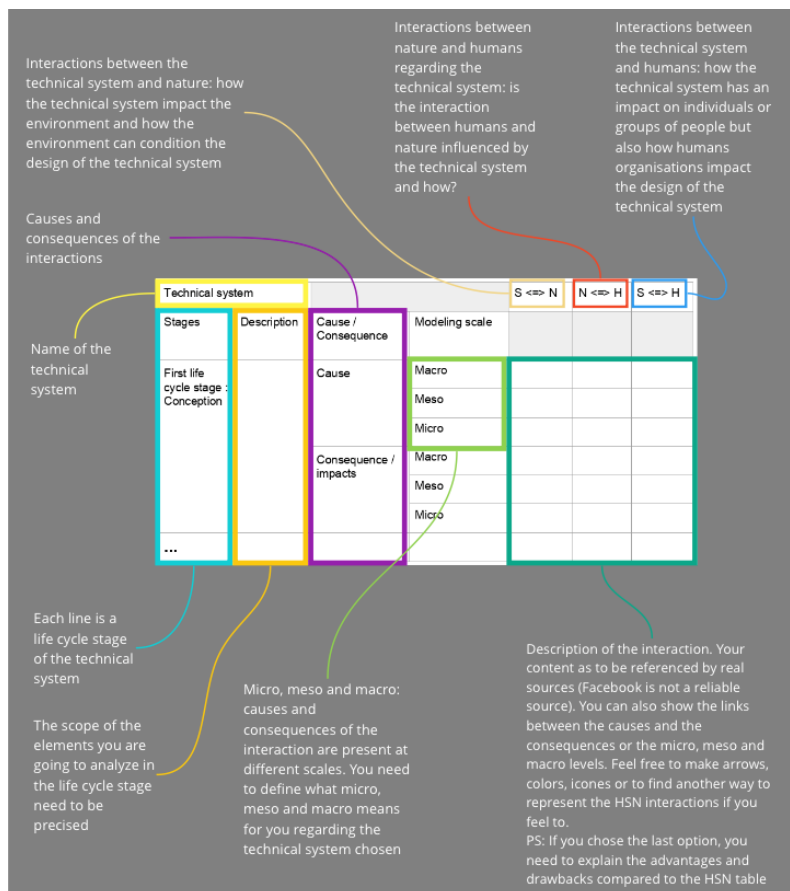 Interactions between the
technical system and nature: how
the technical system impact the
environment and how the
environment can condition the
design of the technical system
Interactions between
nature and humans
regarding the
technical system: is
the interaction
between humans and
nature influenced by
the technical system
and how?
Interactions between
the technical system
and humans: how the
technical system has an
impact on individuals or
groups of people but
also how humans
organisations impact
the design of the
technical system
Causes and
consequences of the
interactions
Name of the
technical
system
Technical system
S <=> N
N <=> H
S <=> H
Stages
Description
Cause /
Consequence
Modeling scale
First life
cycle stage :
Conception
Cause
Macro
Meso
Micro
Consequence /
impacts
Macro
Meso
Micro
...
Each line is a
life cycle stage
of the technical
system
The scope of the
elements you are
going to analyze in
the life cycle stage
need to be
precised
Micro, meso and macro:
causes and
consequences of the
interaction are present at
different scales. You need
to define what micro,
meso and macro means
for you regarding the
technical system chosen
Description of the interaction. Your
content as to be referenced by real
sources (Facebook is not a reliable
source). You can also show the links
between the causes and the
consequences or the micro, meso and
macro levels. Feel free to make arrows,
colors, icones or to find another way to
represent the HSN interactions if you
feel to.
PS: If you chose the last option, you
need to explain the advantages and
drawbacks compared to the HSN table